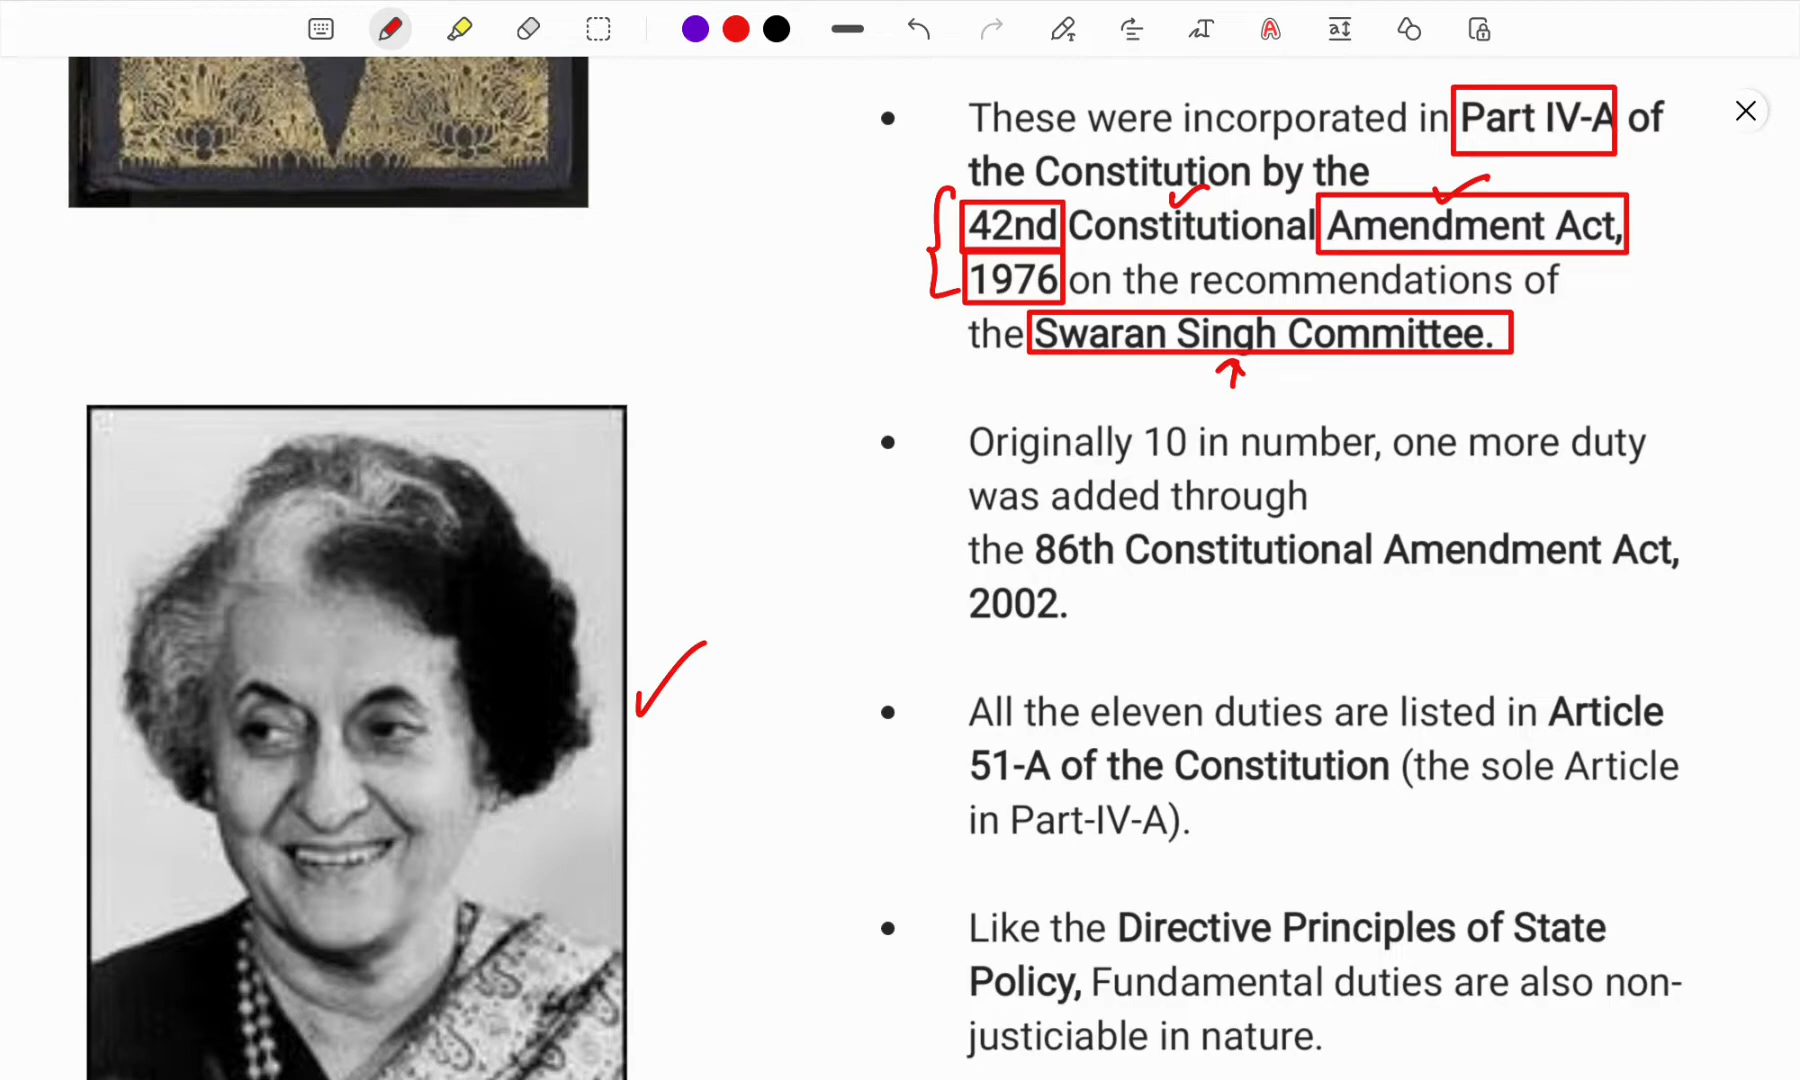 These were incorporated in Part IV-A of
the Constitution by the
42nd Constitutional Amendment Act,
1976 on the recommendations of
the Swaran Singh Committee.
Originally 10 in number, one more duty
was added through
the 86th Constitutional Amendment Act,
2002.
All the eleven duties are listed in Article
51-A of the Constitution (the sole Article
in Part-IV-A).
Like the Directive Principles of State
Policy, Fundamental duties are also non-
justiciable in nature.